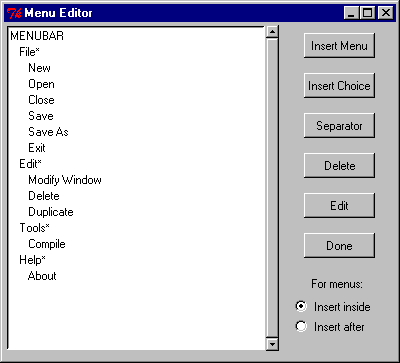 Menu Editor
MENUBAR
File*
New
Open
Close
Save
Save As
Exit
Edit*
Modify Window
Delete
Duplicate
Tools*
Compile
Help*
About
Insert Menu
Insert Choice
Separator
Delete
Edit
Done
For menus:
Insert inside
Insert after